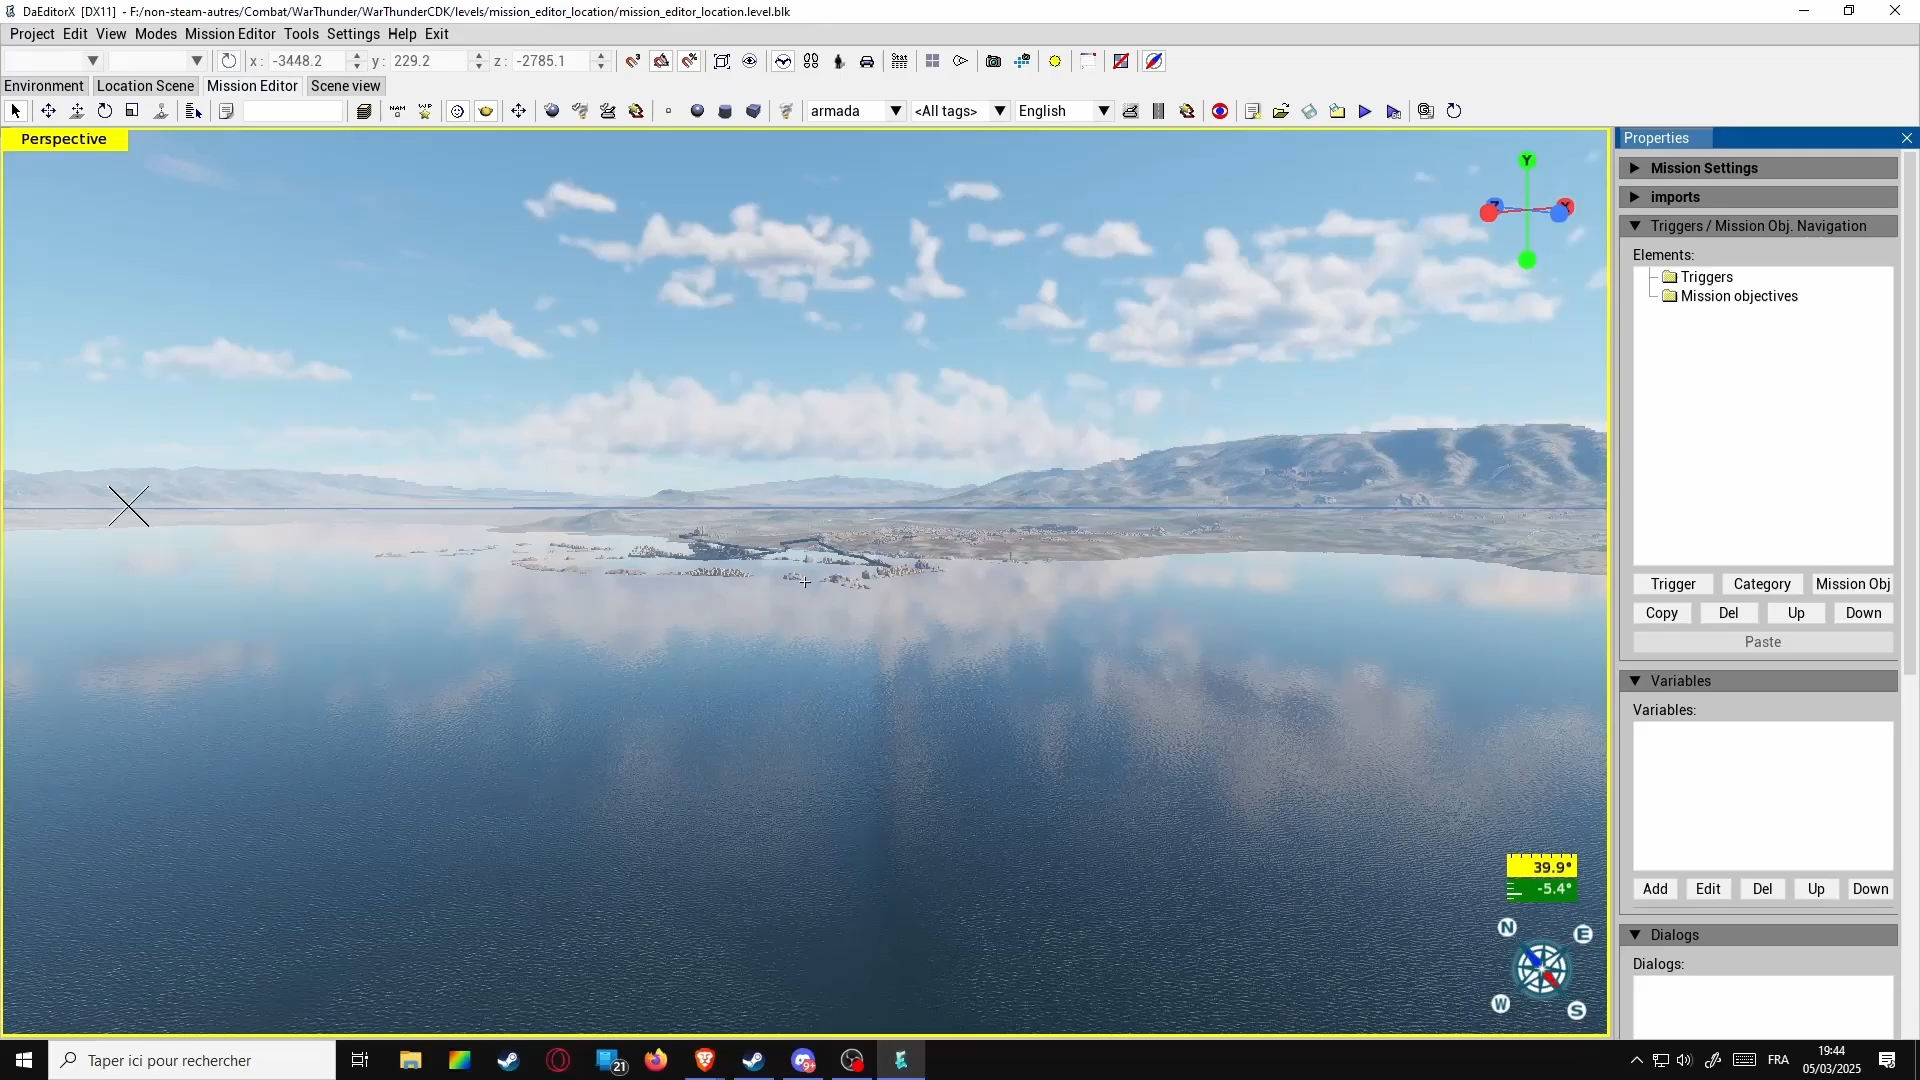 DaEditorX [DX11] - F:/non-steam-autres/Combat/WarThunder/WarThunderCDK/levels/mission_editor_location/mission_editor_location.level.blk
Project Edit View Modes Mission Editor Tools Settings Help Exit
x : -3448.2 y : 229.2 z : -2785.1
Stat
Environment Location Scene Mission Editor Scene view
NAM WP armada <All tags> English
Perspective
Properties
Mission Settings
imports
Triggers / Mission Obj. Navigation
Elements:
Triggers
Mission objectives
Trigger Category Mission Obj
Copy Del Up Down
Paste
Variables
Variables:
Add Edit Del Up Down
Dialogs
Dialogs:
Y
Z X
39.9°
-5.4°
N E
W S
Taper ici pour rechercher
21
9+
FRA
19:44
05/03/2025